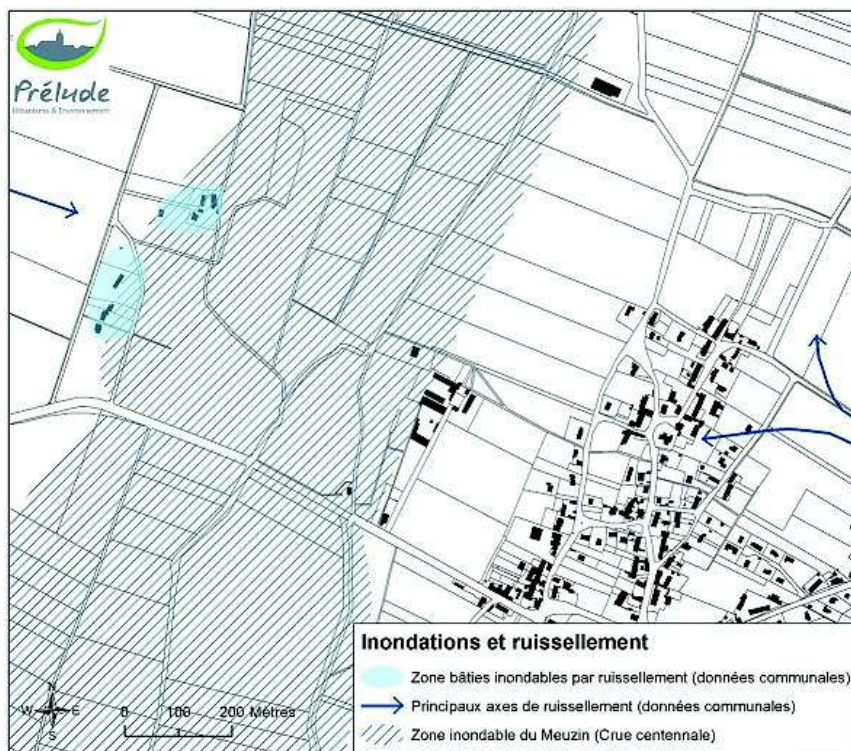 Prélude
Urbanisme & Environnement
Inondations et ruissellement
Zone bâties inondables par ruissellement (données communales)
Principaux axes de ruissellement (données communales)
Zone inondable du Meuzin (Crue centennale)
N
W E
S
0 100 200 Mètres